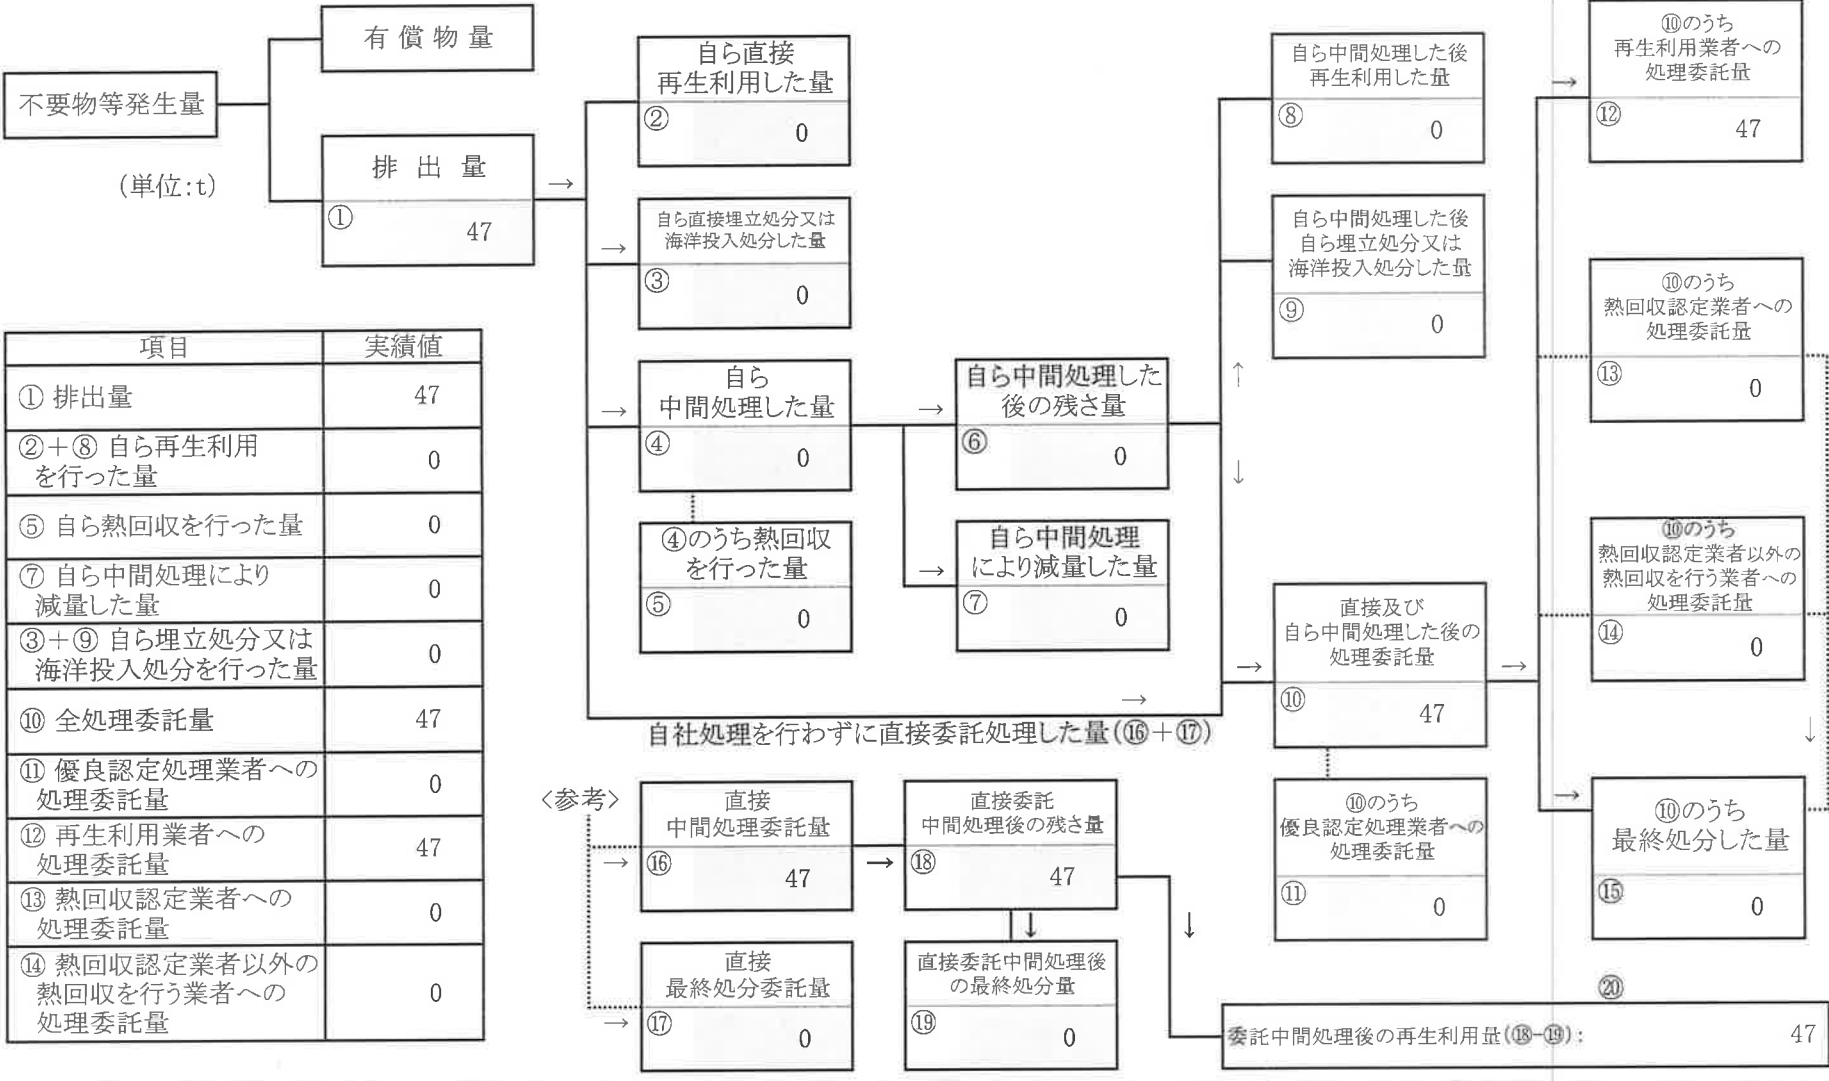 不要物等発生量
(単位:t)
有償物量
排出量
①
47
自ら直接
再生利用した量
②
0
自ら直接埋立処分又は
海洋投入処分した量
③
0
自ら
中間処理した量
④
0
④のうち熱回収
を行った量
⑤
0
自ら中間処理した
後の残さ量
⑥
0
自ら中間処理
により減量した量
⑦
0
自ら中間処理した後
再生利用した量
⑧
0
自ら中間処理した後
自ら埋立処分又は
海洋投入処分した量
⑨
0
直接及び
自ら中間処理した後の
処理委託量
⑩
47
⑩のうち
優良認定処理業者への
処理委託量
⑪
0
⑩のうち
再生利用業者への
処理委託量
⑫
47
⑩のうち
熱回収認定業者への
処理委託量
⑬
0
⑩のうち
熱回収認定業者以外の
熱回収を行う業者への
処理委託量
⑭
0
⑩のうち
最終処分した量
⑮
0
自社処理を行わずに直接委託処理した量(⑯+⑰)
<参考>
直接
中間処理委託量
⑯
47
直接
最終処分委託量
⑰
0
直接委託
中間処理後の残さ量
⑱
47
直接委託中間処理後
の最終処分量
⑲
0
⑳
委託中間処理後の再生利用量(⑱-⑲): 47
項目 実績値
① 排出量 47
②+⑧ 自ら再生利用
を行った量 0
⑤ 自ら熱回収を行った量 0
⑦ 自ら中間処理により
減量した量 0
③+⑨ 自ら埋立処分又は
海洋投入処分を行った量 0
⑩ 全処理委託量 47
⑪ 優良認定処理業者への
処理委託量 0
⑫ 再生利用業者への
処理委託量 47
⑬ 熱回収認定業者への
処理委託量 0
⑭ 熱回収認定業者以外の
熱回収を行う業者への
処理委託量 0